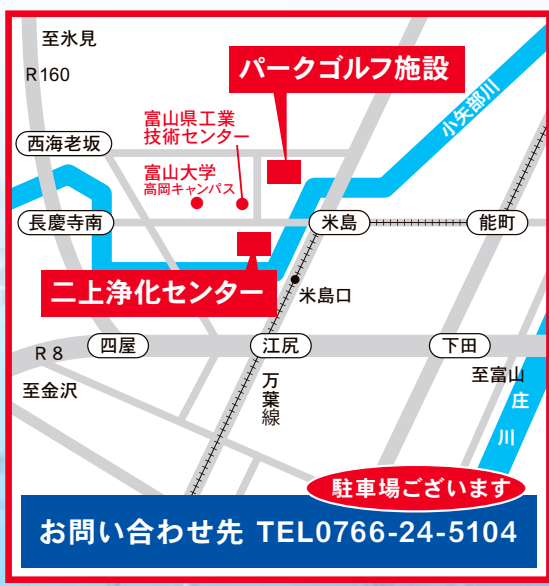 至氷見
R160
パークゴルフ施設
小矢部川
富山県工業
技術センター
西海老坂
富山大学
高岡キャンパス
長慶寺南
米島
能町
二上浄化センター
米島口
R 8
四屋
江尻
下田
至金沢
万葉線
至富山
庄川
駐車場ございます
お問い合わせ先 TEL0766-24-5104